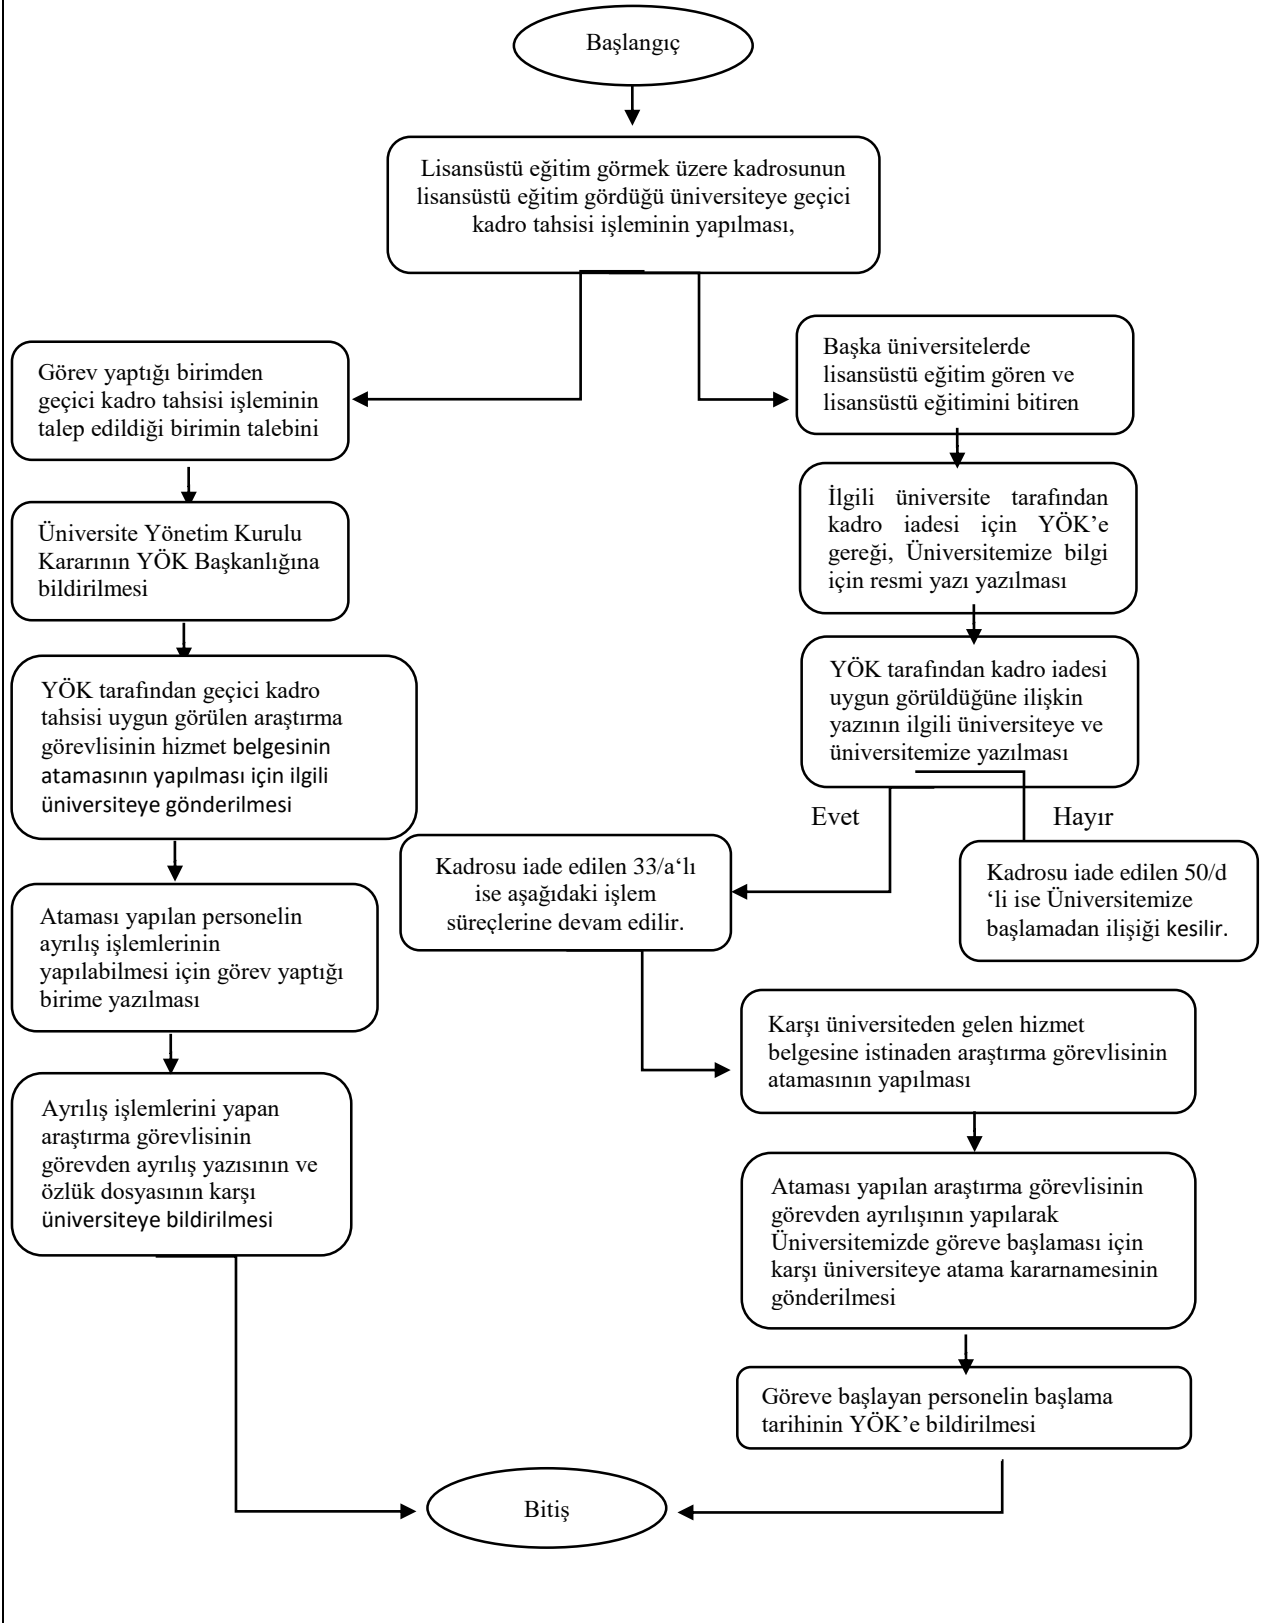 Başlangıç
Lisansüstü eğitim görmek üzere kadrosunun
lisansüstü eğitim gördüğü üniversiteye geçici
kadro tahsisi işleminin yapılması,
Görev yaptığı birimden
geçici kadro tahsisi işleminin
talep edildiği birimin talebini
Üniversite Yönetim Kurulu
Kararının YÖK Başkanlığına
bildirilmesi
YÖK tarafından geçici kadro
tahsisi uygun görülen araştırma
görevlisinin hizmet belgesinin
atamasının yapılması için ilgili
üniversiteye gönderilmesi
Ataması yapılan personelin
ayrılış işlemlerinin
yapılabilmesi için görev yaptığı
birime yazılması
Ayrılış işlemlerini yapan
araştırma görevlisinin
görevden ayrılış yazısının ve
özlük dosyasının karşı
üniversiteye bildirilmesi
Başka üniversitelerde
lisansüstü eğitim gören ve
lisansüstü eğitimini bitiren
İlgili üniversite tarafından
kadro iadesi için YÖK’e
gereği, Üniversitemize bilgi
için resmi yazı yazılması
YÖK tarafından kadro iadesi
uygun görüldüğüne ilişkin
yazının ilgili üniversiteye ve
üniversitemize yazılması
Evet
Hayır
Kadrosu iade edilen 33/a‘lı
ise aşağıdaki işlem
süreçlerine devam edilir.
Kadrosu iade edilen 50/d
‘li ise Üniversitemize
başlamadan ilişiği kesilir.
Karşı üniversiteden gelen hizmet
belgesine istinaden araştırma görevlisinin
atamasının yapılması
Ataması yapılan araştırma görevlisinin
görevden ayrılışının yapılarak
Üniversitemizde göreve başlaması için
karşı üniversiteye atama kararnamesinin
gönderilmesi
Göreve başlayan personelin başlama
tarihinin YÖK’e bildirilmesi
Bitiş